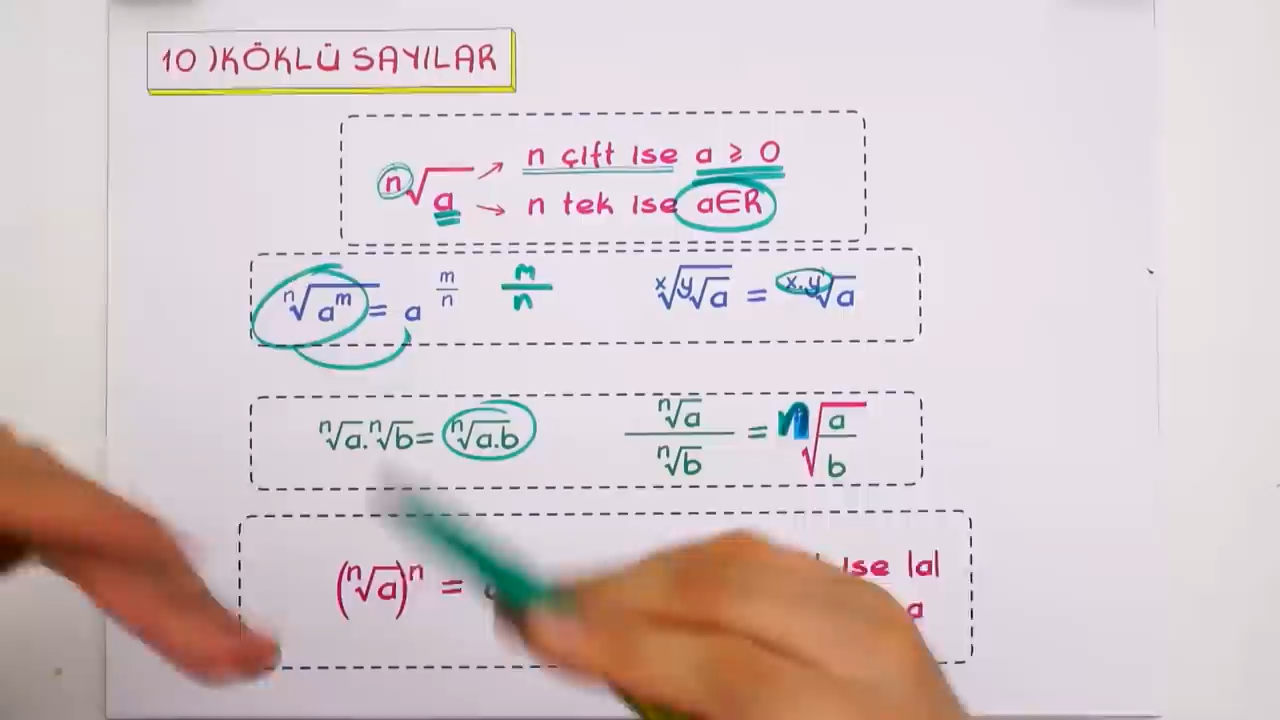 10 )KÖKLÜ SAYILAR
ⁿ√a → n çift ise a ≥ 0
→ n tek ise a∈R
ⁿ√aᵐ = a^(m/n) m/n ˣ√ʸ√a = ˣ·ʸ√a
ⁿ√a . ⁿ√b = ⁿ√a.b ⁿ√a / ⁿ√b = ⁿ√(a/b)
(ⁿ√a)ⁿ = ise |a|
a